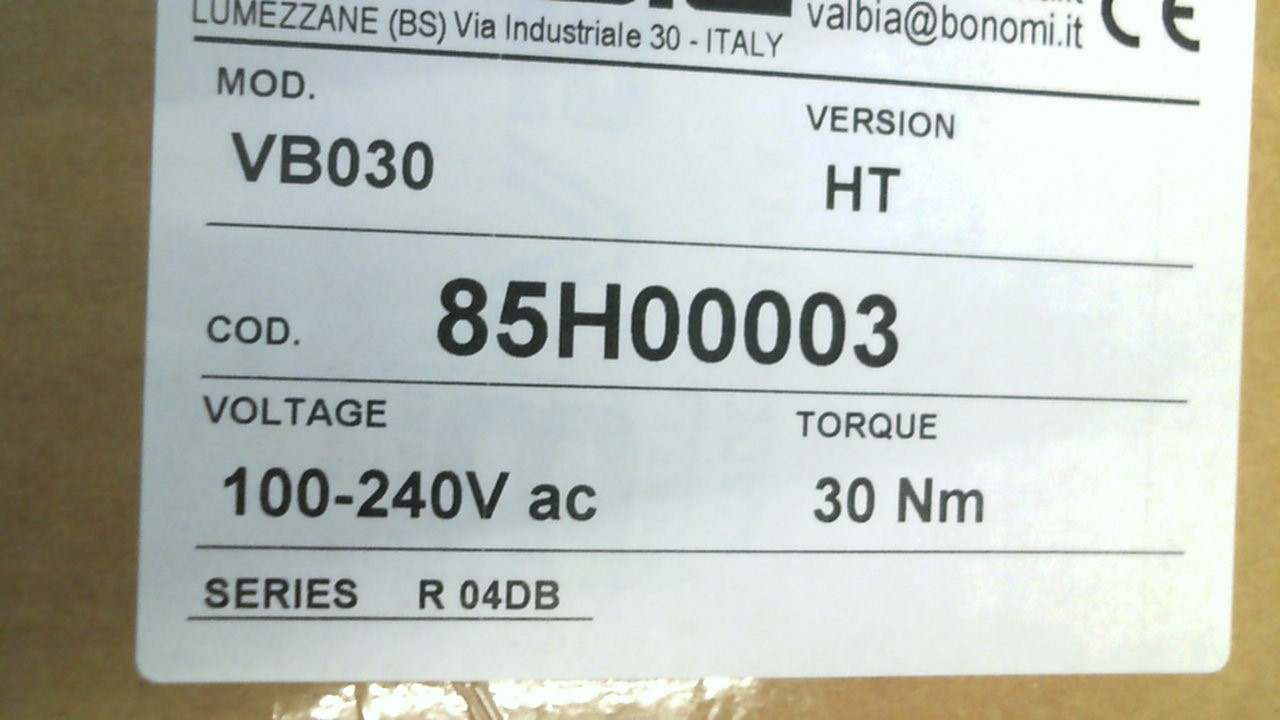 LUMEZZANE (BS) Via Industriale 30 - ITALY
valbia@bonomi.it CE
MOD.
VERSION
VB030
HT
COD. 85H00003
VOLTAGE
TORQUE
100-240V ac
30 Nm
SERIES R 04DB